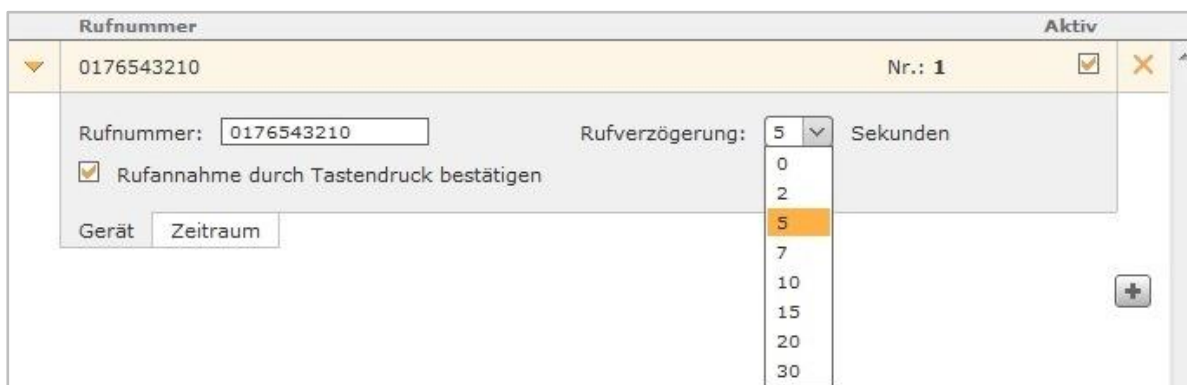 Rufnummer Aktiv
0176543210 Nr.: 1
Rufnummer: 0176543210 Rufverzögerung: 5 Sekunden
Rufannahme durch Tastendruck bestätigen
0
2
5
7
10
15
20
30
Gerät Zeitraum